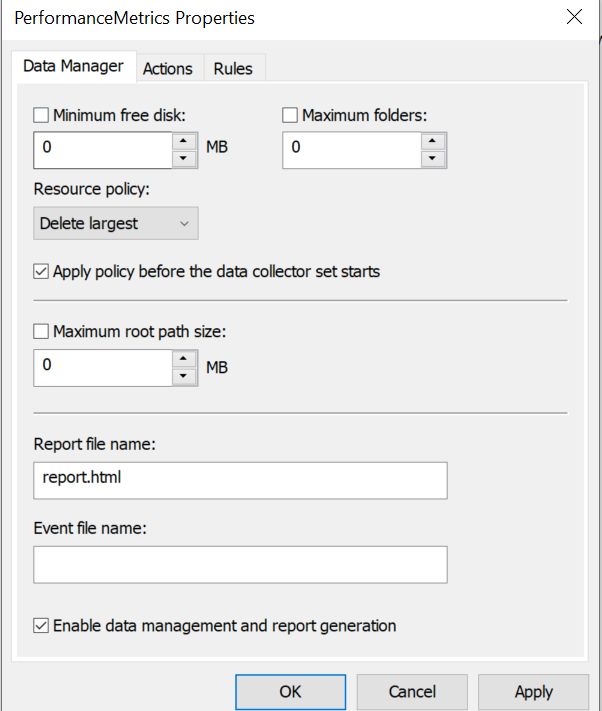 PerformanceMetrics Properties
Data Manager Actions Rules
Minimum free disk: Maximum folders:
0 MB 0
Resource policy:
Delete largest
Apply policy before the data collector set starts
Maximum root path size:
0 MB
Report file name:
report.html
Event file name:
Enable data management and report generation
OK Cancel Apply